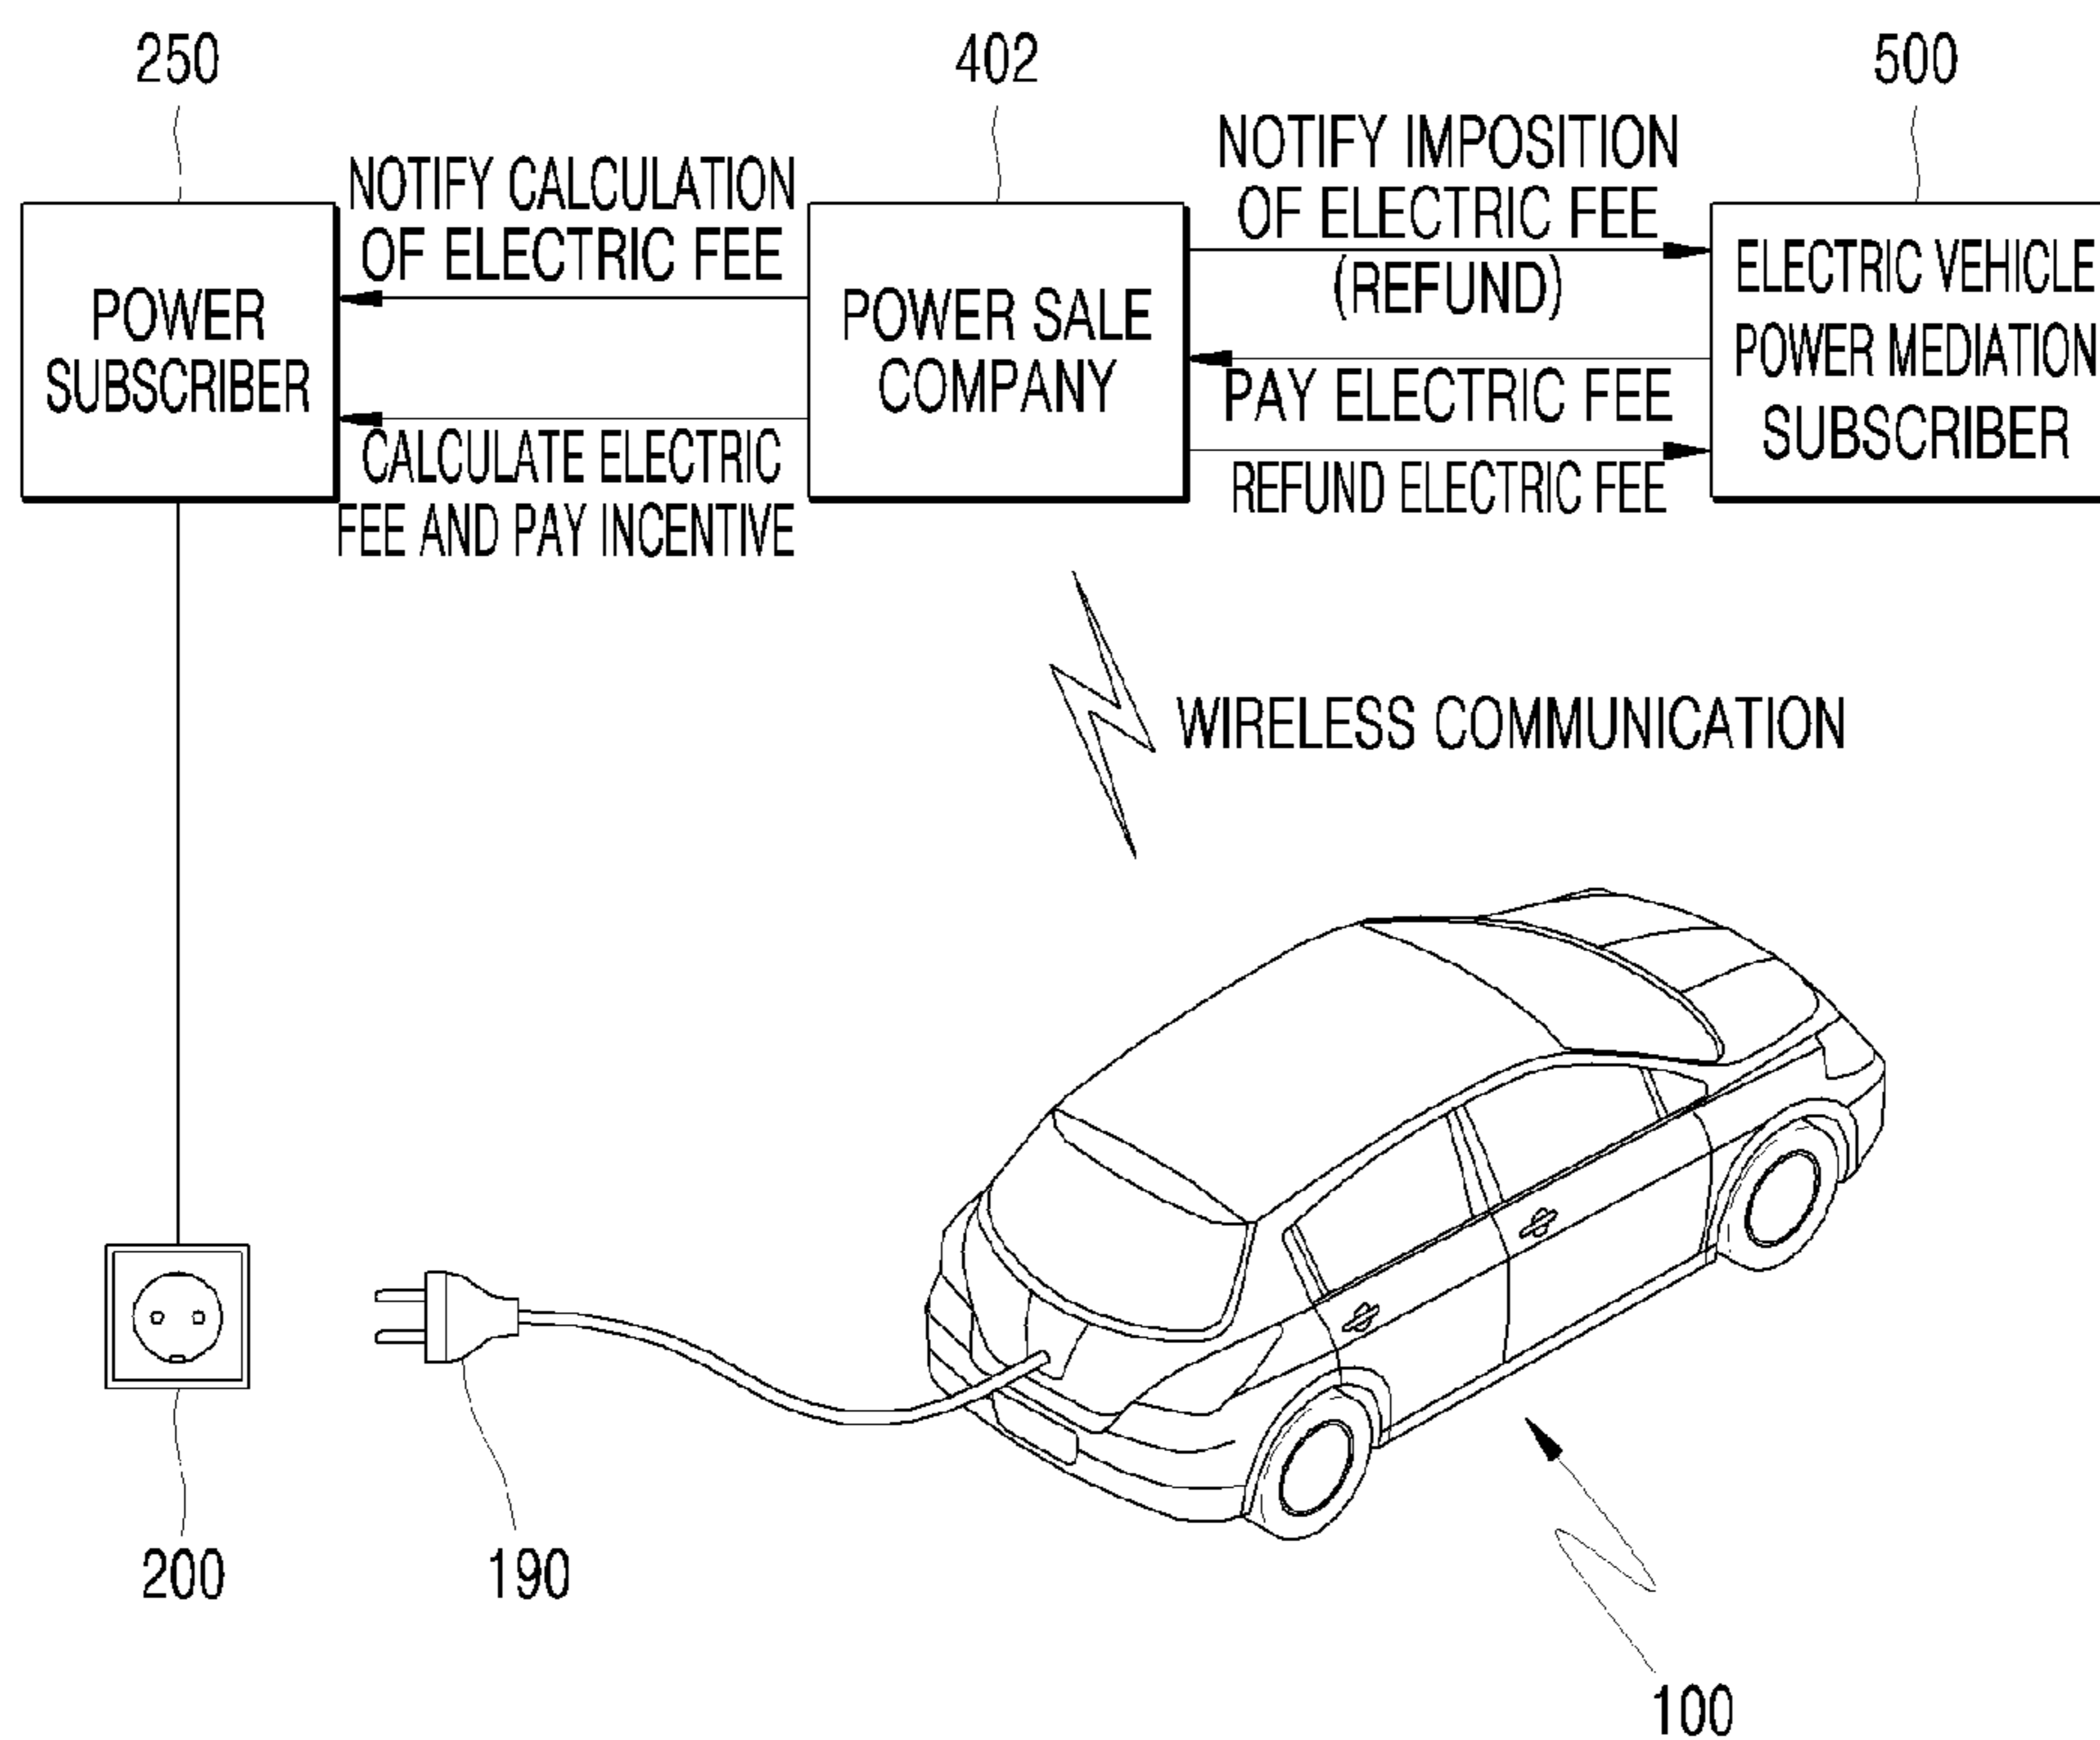 250
402
500
NOTIFY CALCULATION
OF ELECTRIC FEE
NOTIFY IMPOSITION
OF ELECTRIC FEE
(REFUND)
POWER
SUBSCRIBER
POWER SALE
COMPANY
ELECTRIC VEHICLE
POWER MEDIATION
SUBSCRIBER
PAY ELECTRIC FEE
CALCULATE ELECTRIC
FEE AND PAY INCENTIVE
REFUND ELECTRIC FEE
WIRELESS COMMUNICATION
200
190
100